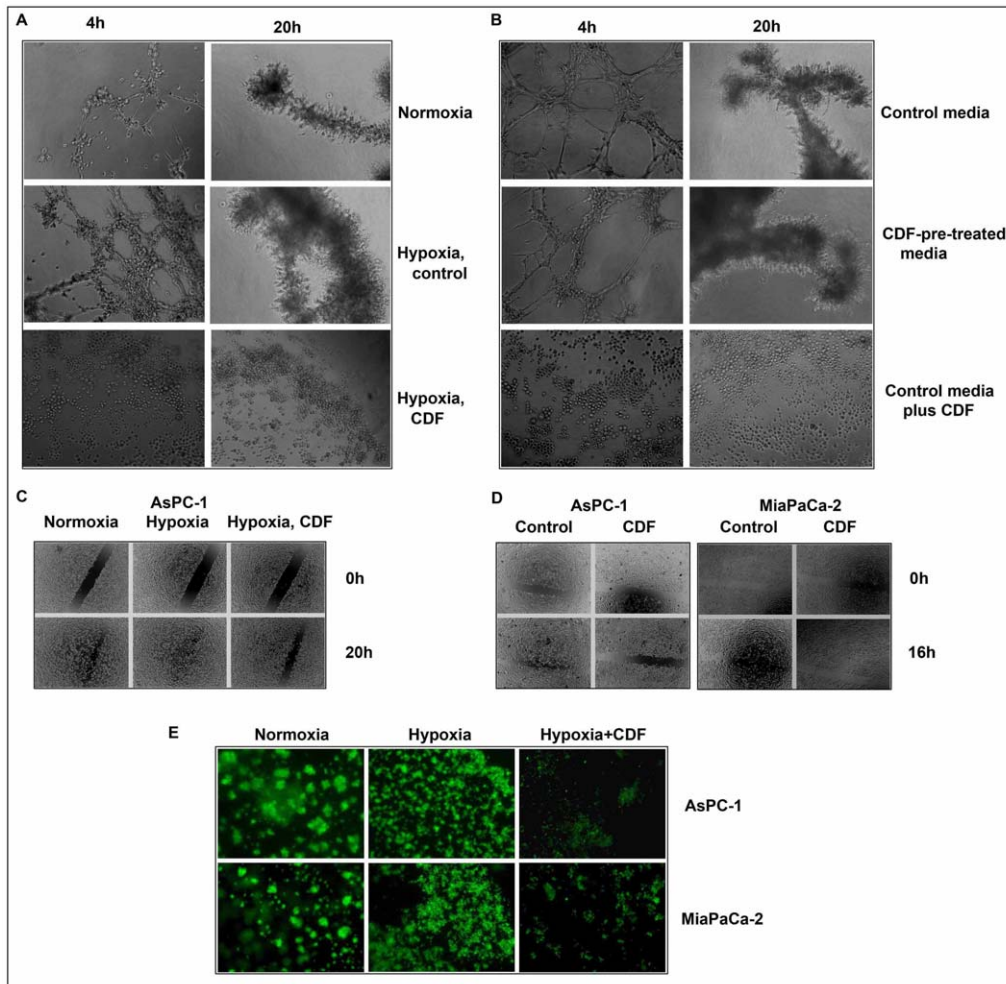 A
4h
20h
Normoxia
Hypoxia,
control
Hypoxia,
CDF
B
4h
20h
Control media
CDF-pre-treated
media
Control media
plus CDF
C
AsPC-1
Normoxia Hypoxia Hypoxia, CDF
0h
20h
D
AsPC-1
MiaPaCa-2
Control CDF
Control CDF
0h
16h
E
Normoxia Hypoxia Hypoxia+CDF
AsPC-1
MiaPaCa-2